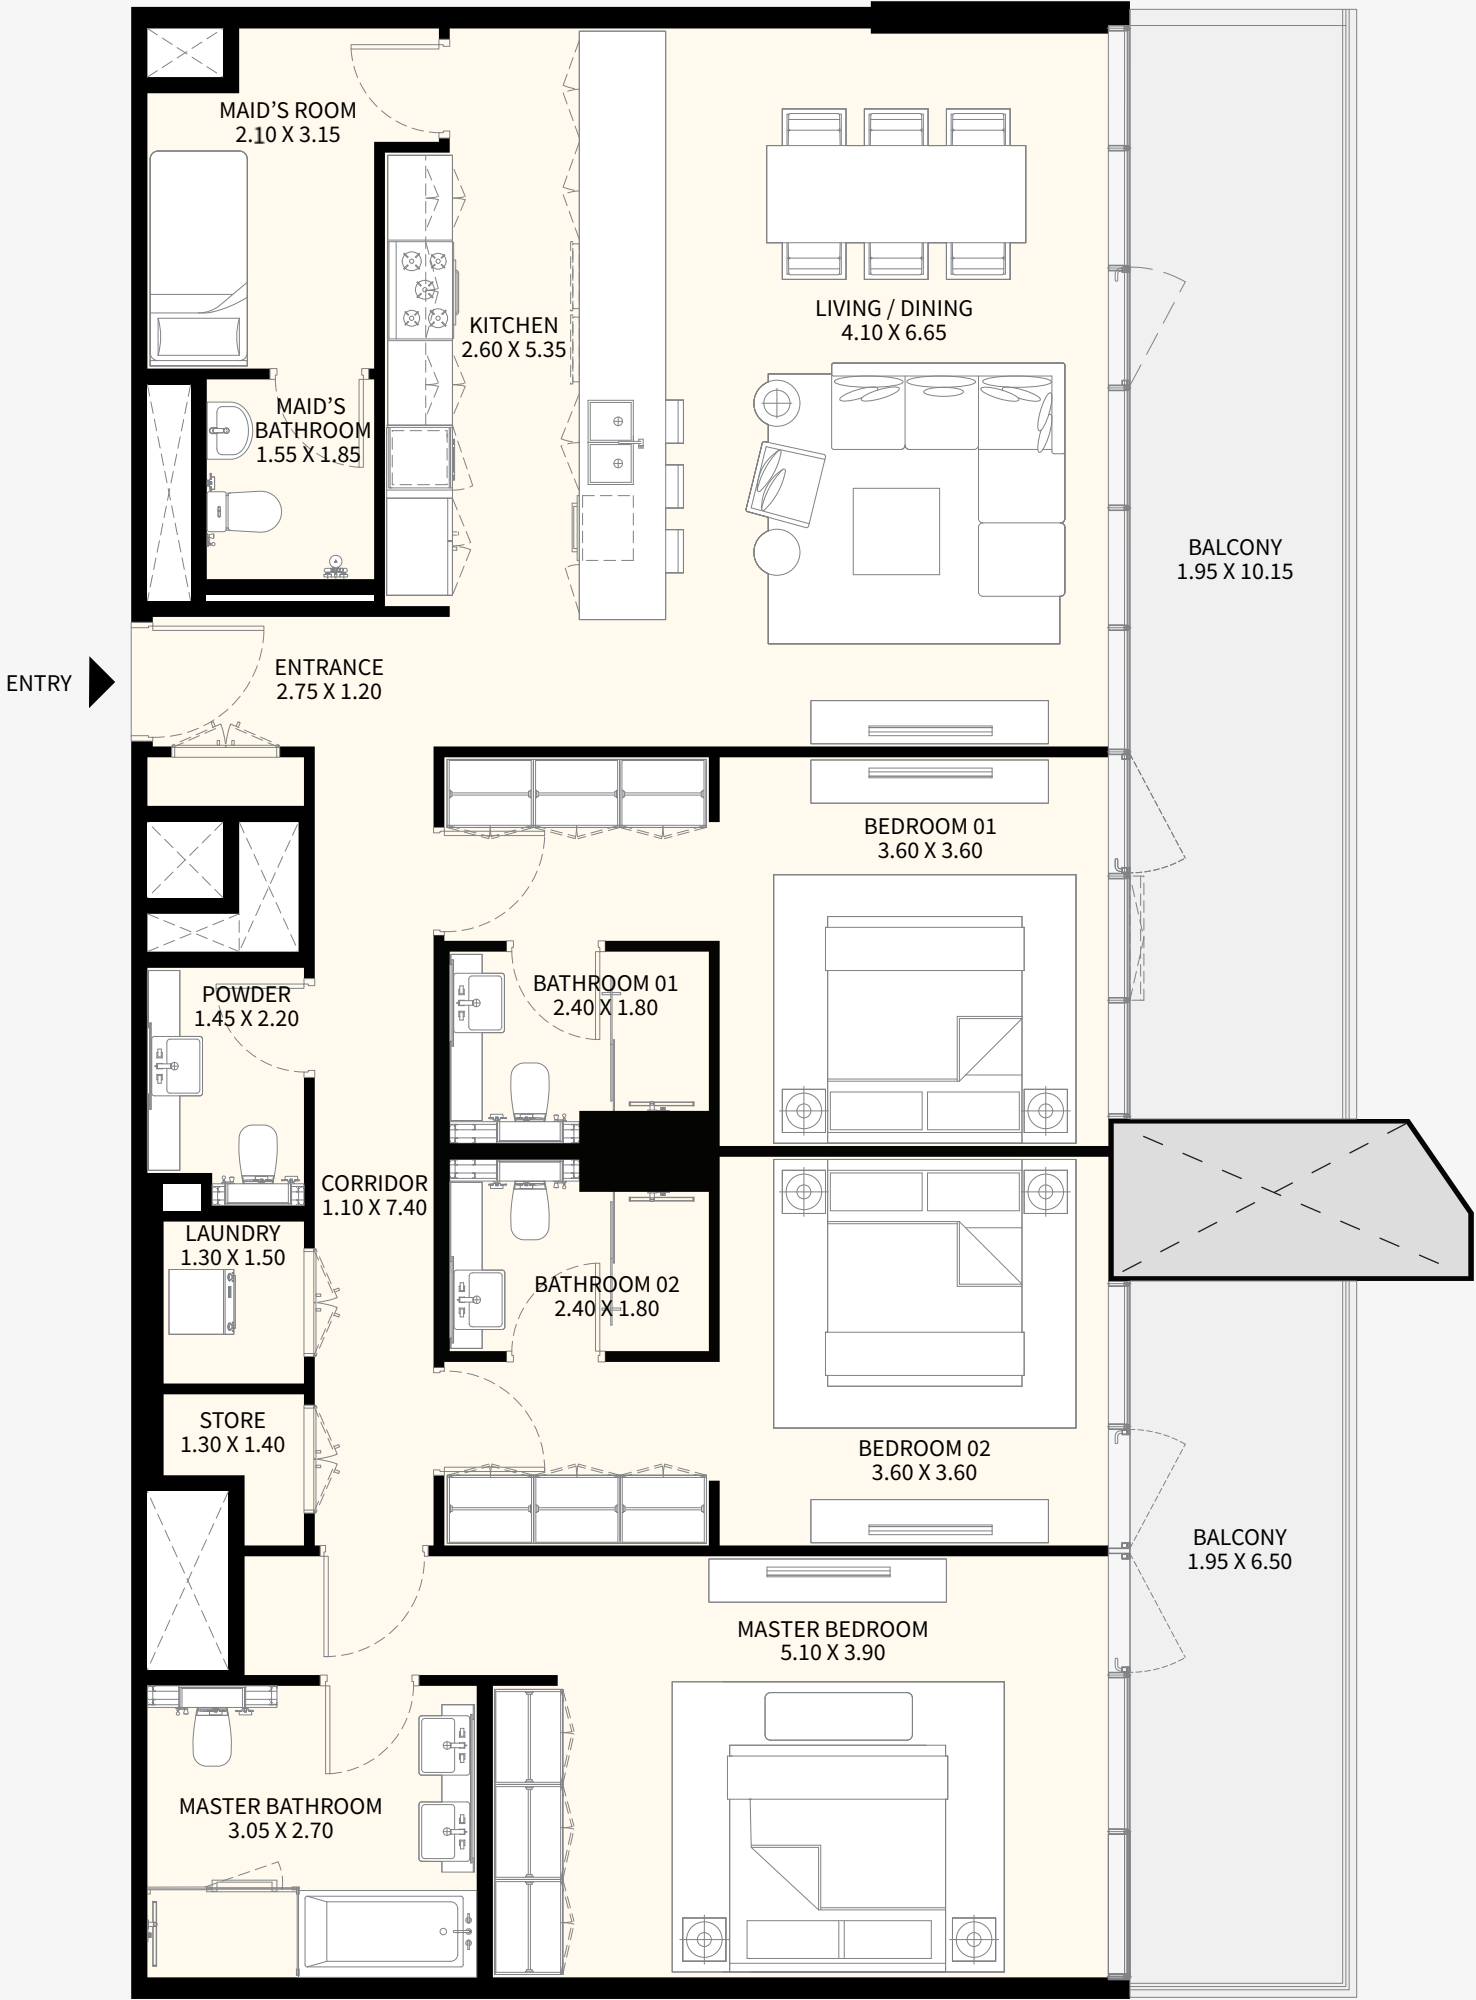 MAID'S ROOM
2.10 X 3.15
KITCHEN
2.60 X 5.35
LIVING / DINING
4.10 X 6.65
MAID'S
BATHROOM
1.55 X 1.85
BALCONY
1.95 X 10.15
ENTRY
ENTRANCE
2.75 X 1.20
BEDROOM 01
3.60 X 3.60
POWDER
1.45 X 2.20
BATHROOM 01
2.40 X 1.80
CORRIDOR
1.10 X 7.40
LAUNDRY
1.30 X 1.50
BATHROOM 02
2.40 X 1.80
STORE
1.30 X 1.40
BEDROOM 02
3.60 X 3.60
BALCONY
1.95 X 6.50
MASTER BEDROOM
5.10 X 3.90
MASTER BATHROOM
3.05 X 2.70